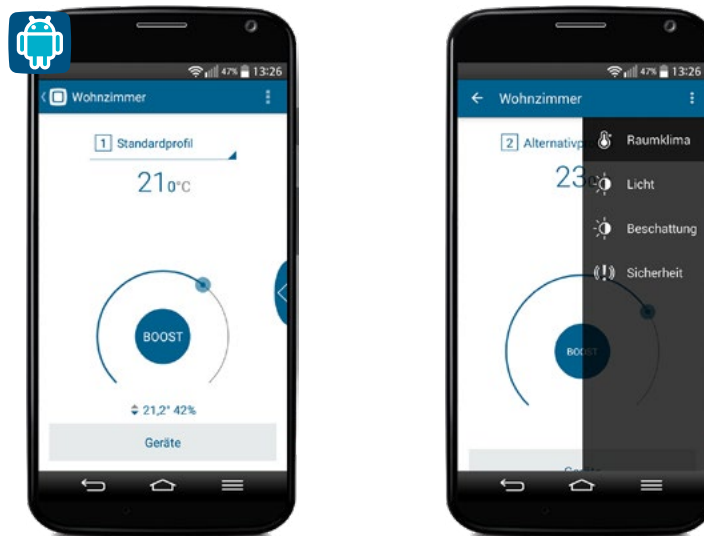 47% 13:26
Wohnzimmer
1 Standardprofil
21,0°C
BOOST
21,2° 42%
Geräte
47% 13:26
Wohnzimmer
2 Alternativp
23
Raumklima
Licht
Beschattung
Sicherheit
BOOST